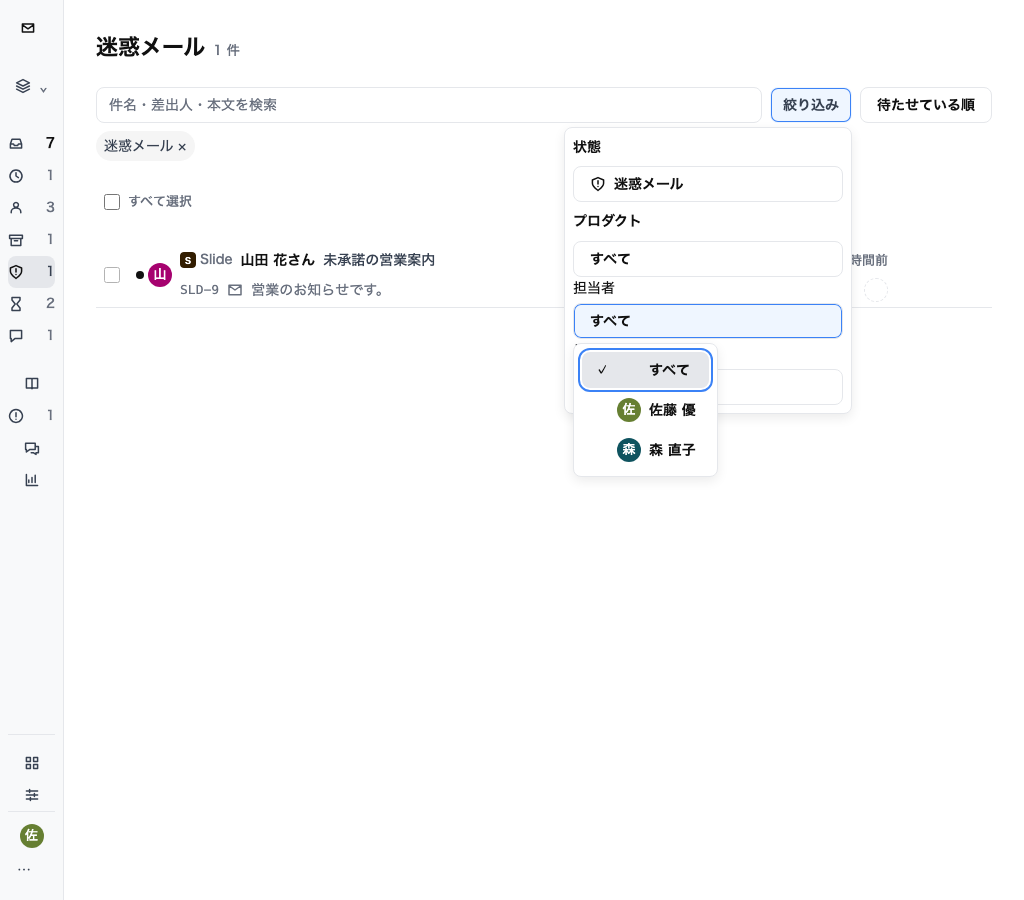 迷惑メール 1 件
件名・差出人・本文を検索
絞り込み
待たせている順
迷惑メール ×
すべて選択
7
1
3
1
1
2
1
1
山
S Slide 山田 花さん 未承諾の営業案内
時間前
SLD-9 営業のお知らせです。
状態
迷惑メール
プロダクト
すべて
担当者
すべて
✓ すべて
佐 佐藤 優
森 森 直子
佐
…